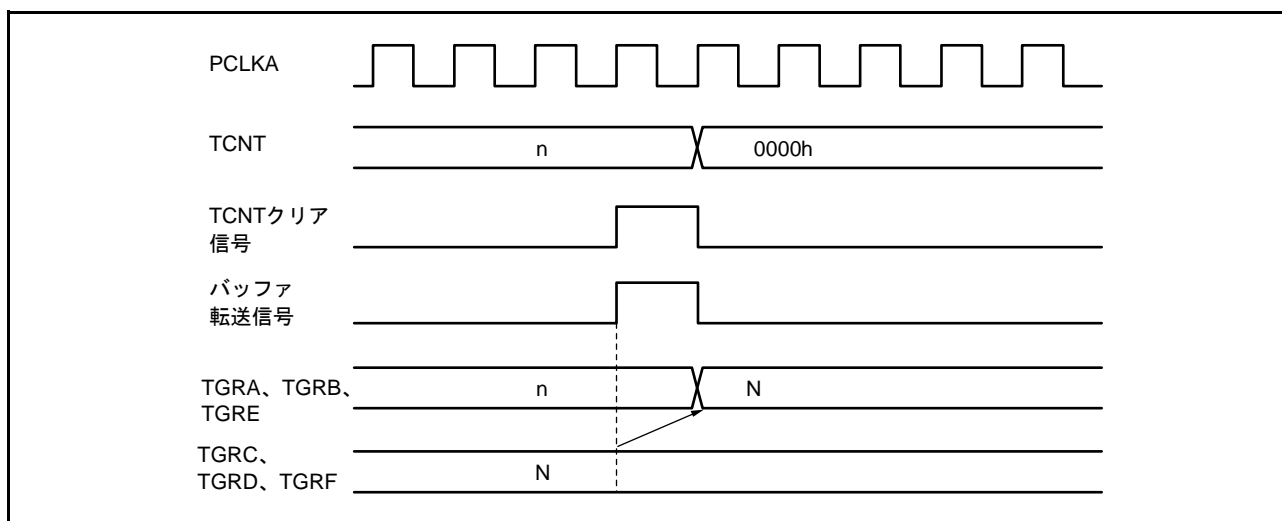 PCLKA
TCNT
n
0000h
TCNTクリア
信号
バッファ
転送信号
TGRA、TGRB、
TGRE
n
N
TGRC、
TGRD、TGRF
N